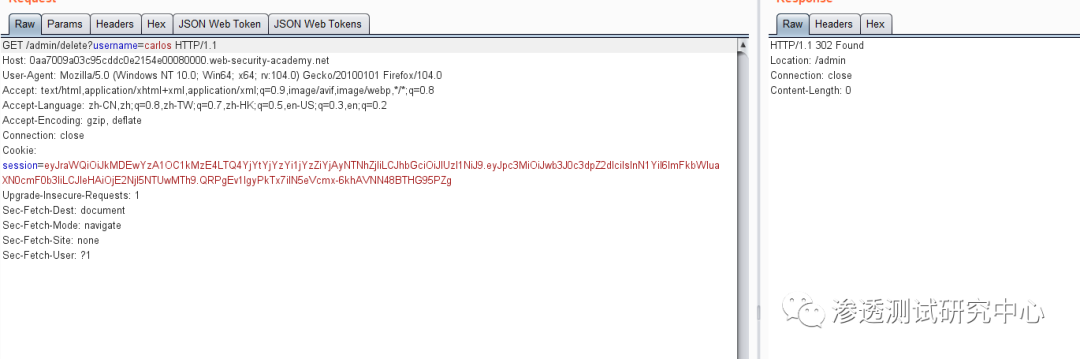 Request
Raw Params Headers Hex JSON Web Token JSON Web Tokens
GET /admin/delete?username=carlos HTTP/1.1
Host: 0aa7009a03c95cddc0e2154e00080000.web-security-academy.net
User-Agent: Mozilla/5.0 (Windows NT 10.0; Win64; x64; rv:104.0) Gecko/20100101 Firefox/104.0
Accept: text/html,application/xhtml+xml,application/xml;q=0.9,image/avif,image/webp,*/*;q=0.8
Accept-Language: zh-CN,zh;q=0.8,zh-TW;q=0.7,zh-HK;q=0.5,en-US;q=0.3,en;q=0.2
Accept-Encoding: gzip, deflate
Connection: close
Cookie:
session=
Upgrade-Insecure-Requests: 1
Sec-Fetch-Dest: document
Sec-Fetch-Mode: navigate
Sec-Fetch-Site: none
Sec-Fetch-User: ?1
Response
Raw Headers Hex
HTTP/1.1 302 Found
Location: /admin
Connection: close
Content-Length: 0
渗透测试研究中心